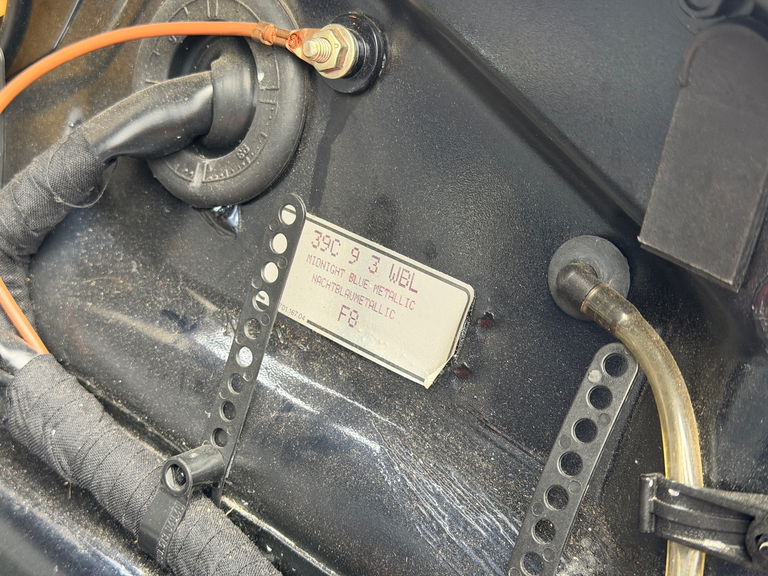 39C 9 3 WBL
MIDNIGHT BLUE METALLIC
NACHTBLAUMETALLIC
F8